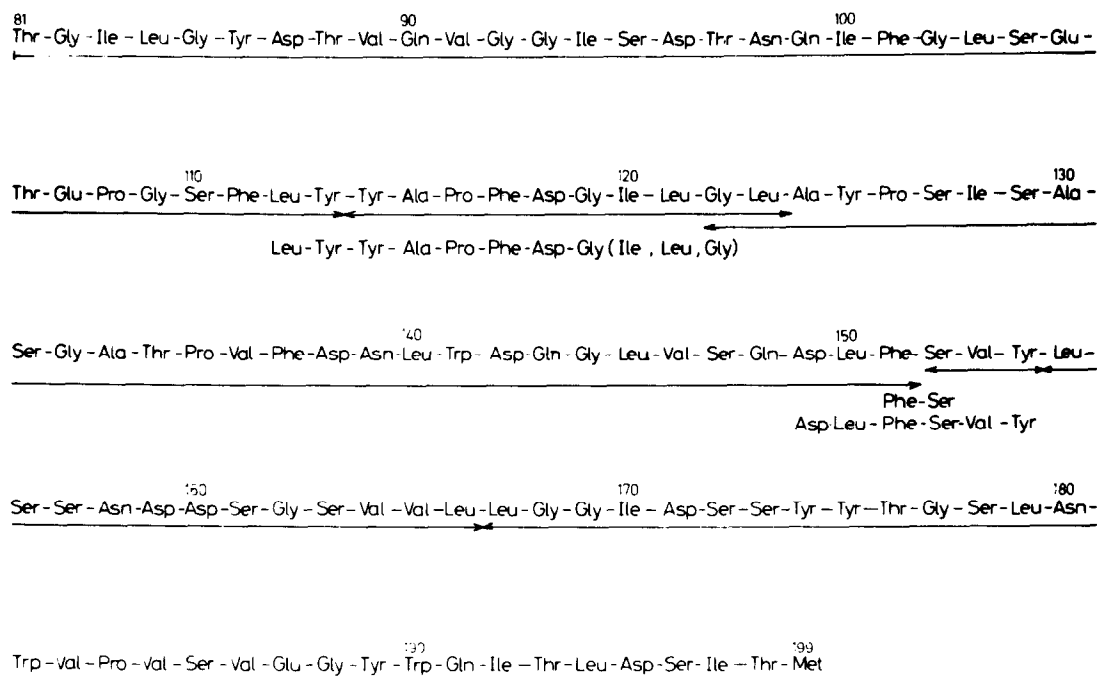 81 90 100
Thr-Gly-Ile-Leu-Gly-Tyr-Asp-Thr-Val-Gln-Val-Gly-Gly-Ile-Ser-Asp-Thr-Asn-Gln-Ile-Phe-Gly-Leu-Ser-Glu-
110 120 130
Thr-Glu-Pro-Gly-Ser-Phe-Leu-Tyr-Tyr-Ala-Pro-Phe-Asp-Gly-Ile-Leu-Gly-Leu-Ala-Tyr-Pro-Ser-Ile-Ser-Ala-
Leu-Tyr-Tyr-Ala-Pro-Phe-Asp-Gly(Ile,Leu,Gly)
140 150
Ser-Gly-Ala-Thr-Pro-Val-Phe-Asp-Asn-Leu-Trp-Asp-Gln-Gly-Leu-Val-Ser-Gln-Asp-Leu-Phe-Ser-Val-Tyr-Leu-
Phe-Ser
Asp-Leu-Phe-Ser-Val-Tyr
160 170 180
Ser-Ser-Asn-Asp-Asp-Ser-Gly-Ser-Val-Val-Leu-Leu-Gly-Gly-Ile-Asp-Ser-Ser-Tyr-Tyr-Thr-Gly-Ser-Leu-Asn-
190 199
Trp-Val-Pro-Val-Ser-Val-Glu-Gly-Tyr-Trp-Gln-Ile-Thr-Leu-Asp-Ser-Ile-Thr-Met